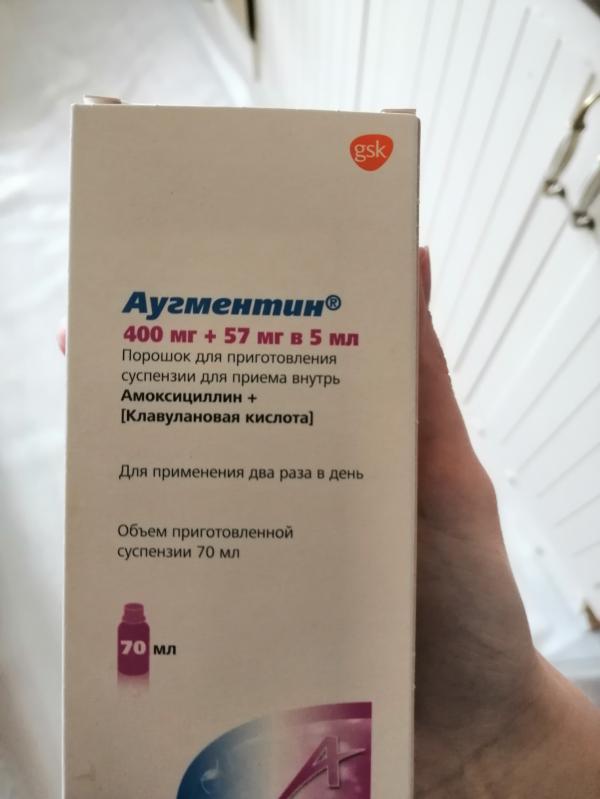 gsk
Аугментин®
400 мг + 57 мг в 5 мл
Порошок для приготовления
суспензии для приема внутрь
Амоксициллин +
[Клавулановая кислота]
Для применения два раза в день
Объем приготовленной
суспензии 70 мл
70 мл
A